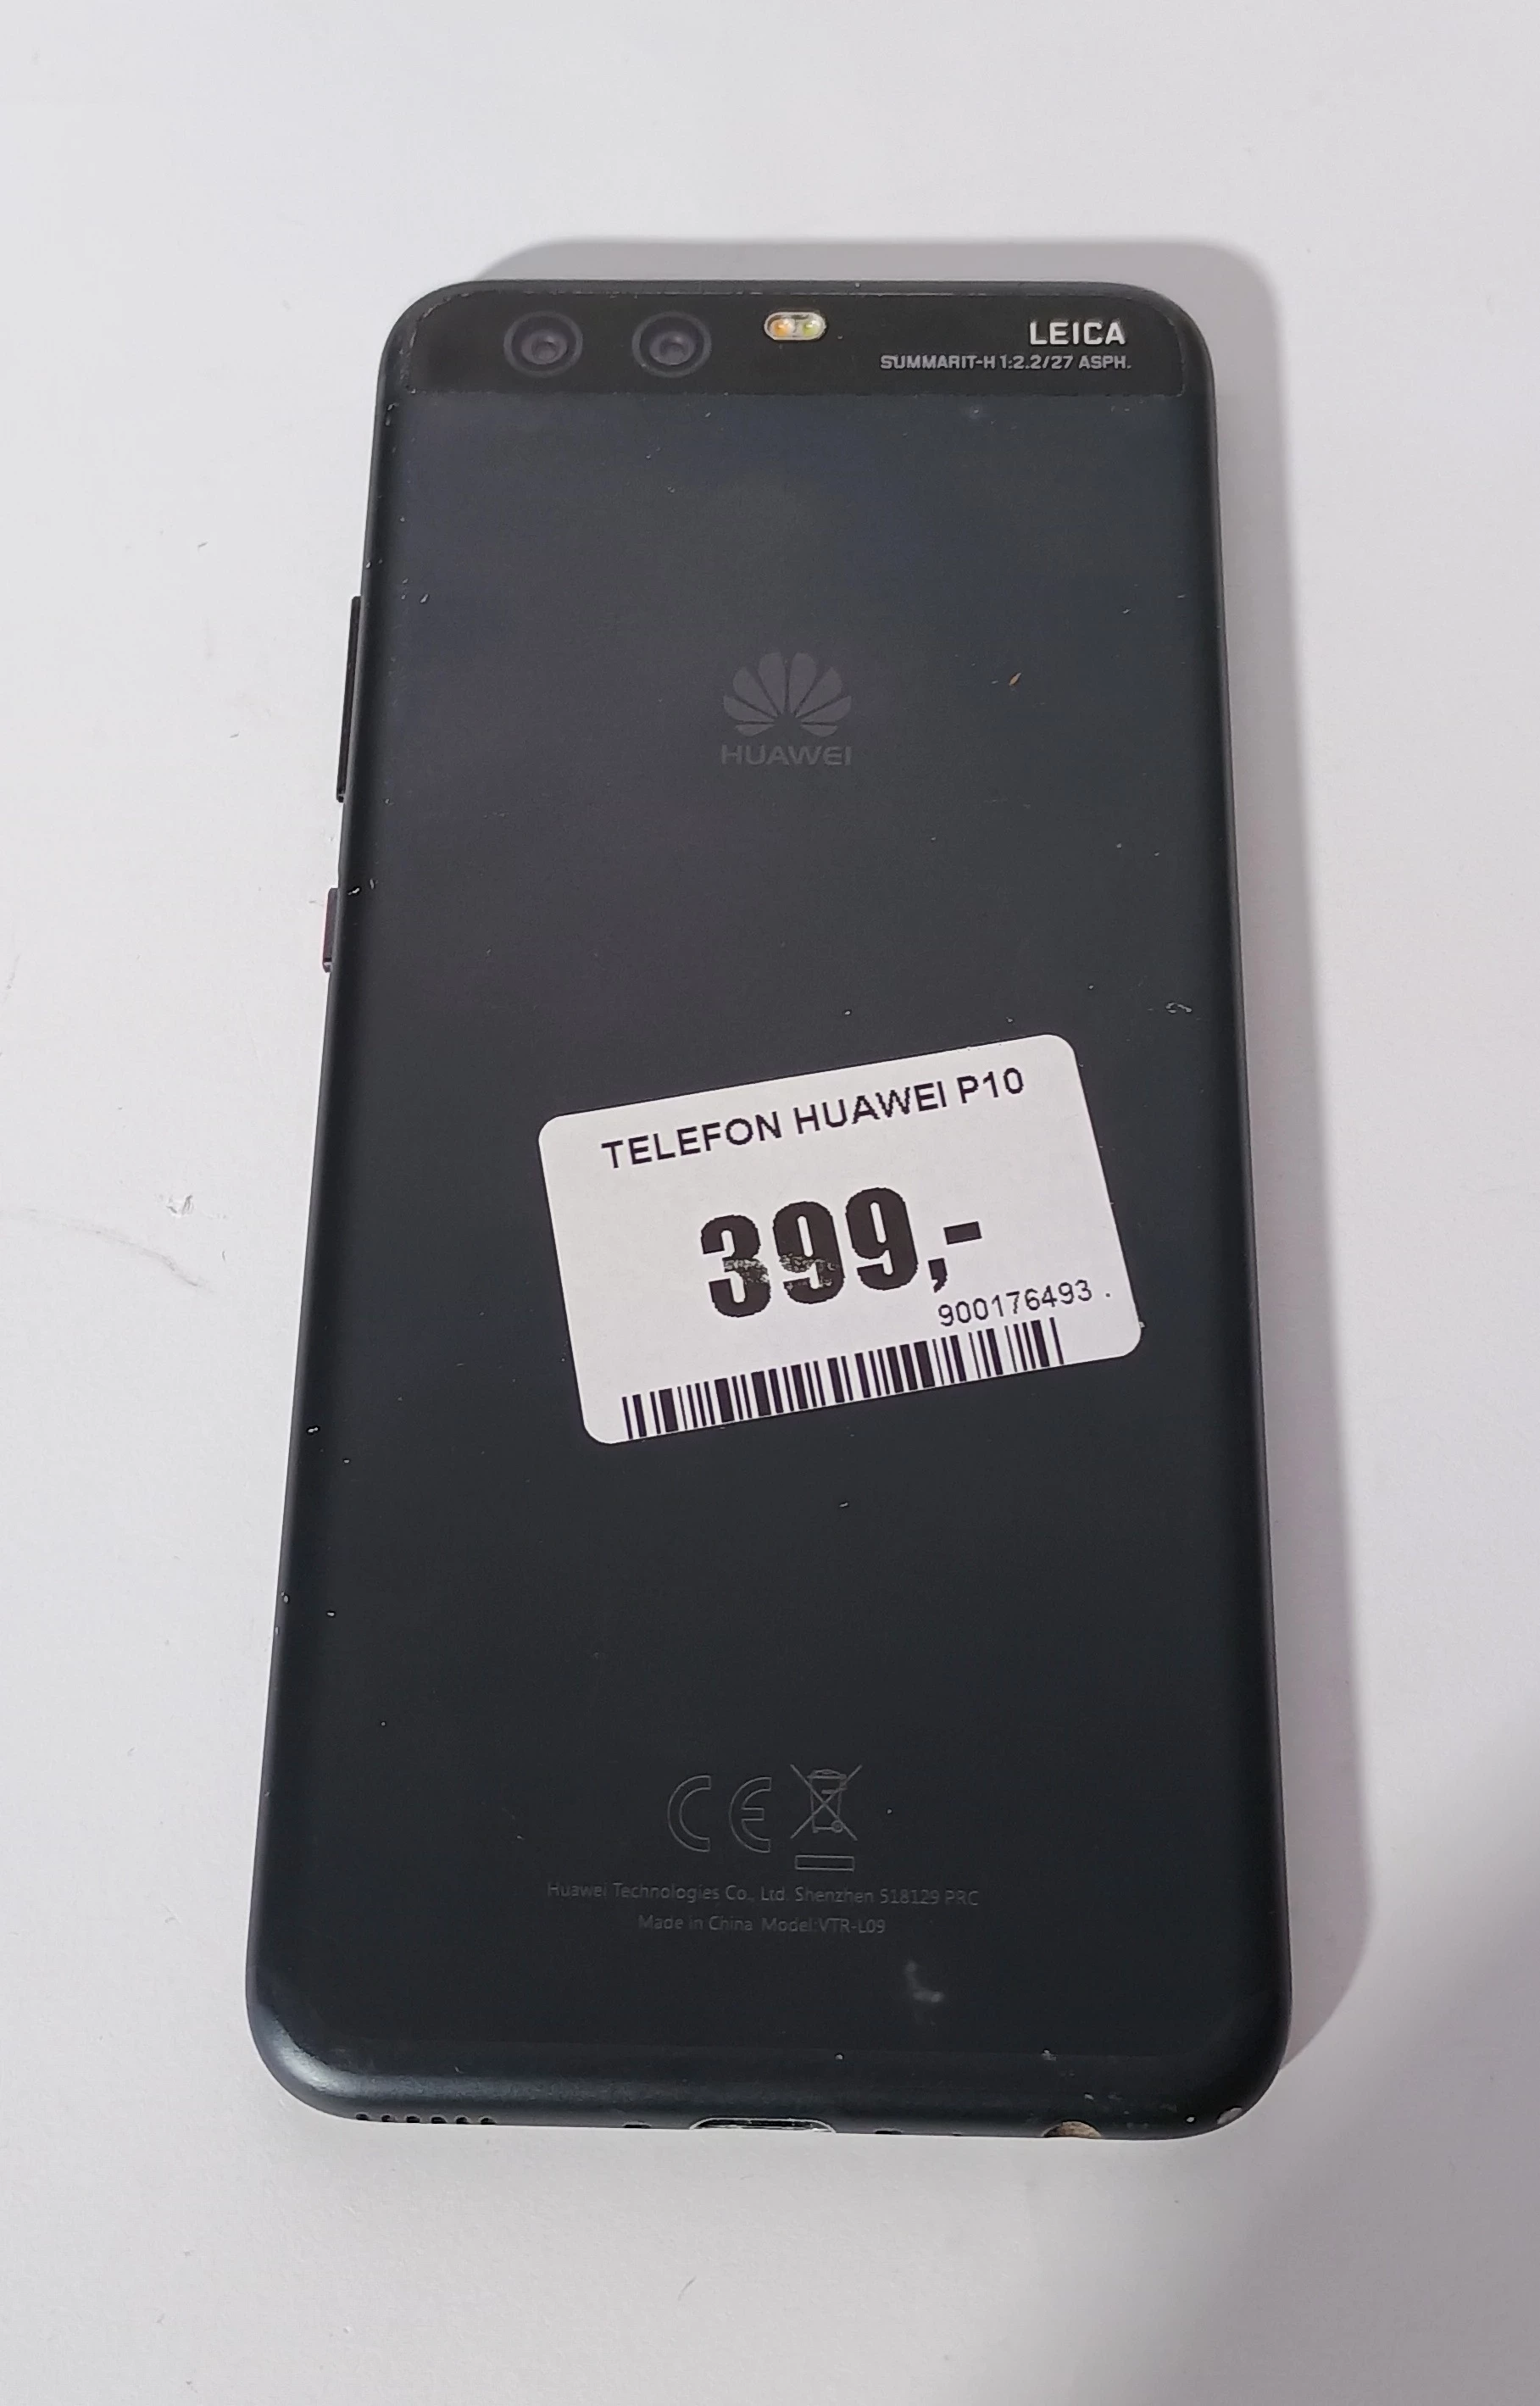 LEICA
SUMMARIT-H 1:2.2/27 ASPH.
HUAWEI
TELEFON HUAWEI P10
399,-
900176493 .
CE
Huawei Technologies Co., Ltd. Shenzhen 518129 PRC
Made in China Model:VTR-L09